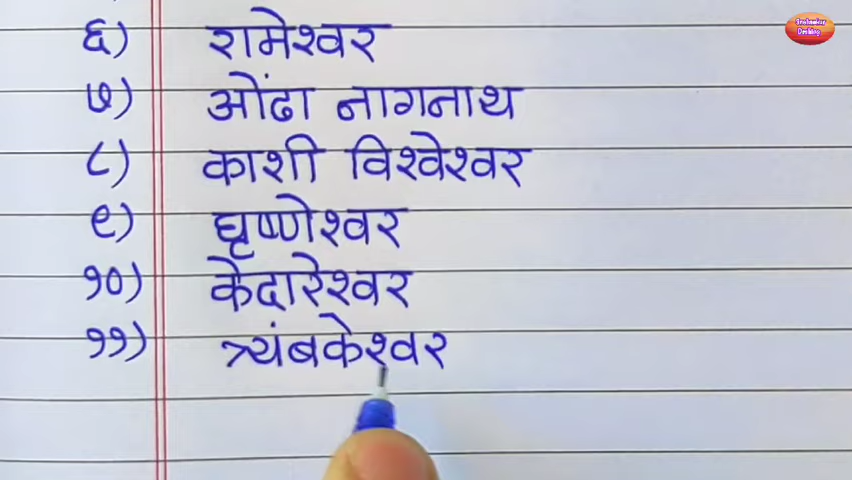 ६) रामेश्वर
७) ओंढा नागनाथ
८) काशी विश्वेश्वर
९) घृष्णेश्वर
१०) केदारेश्वर
११) त्र्यंबकेश्वर